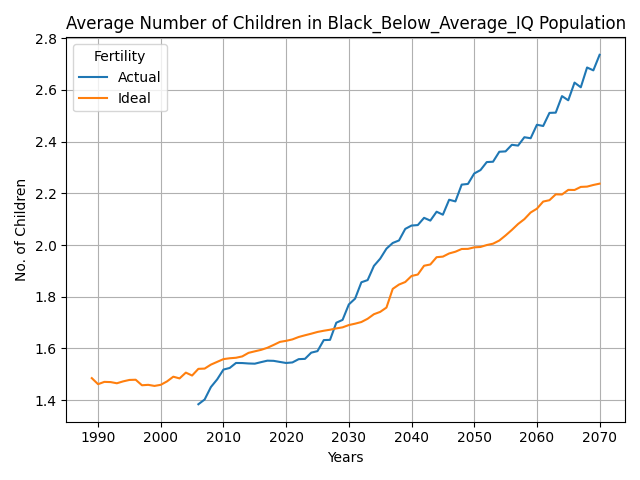 Average Number of Children in Black_Below_Average_IQ Population
Fertility
Actual
Ideal
No. of Children
2.8
2.6
2.4
2.2
2.0
1.8
1.6
1.4
1990 2000 2010 2020 2030 2040 2050 2060 2070
Years